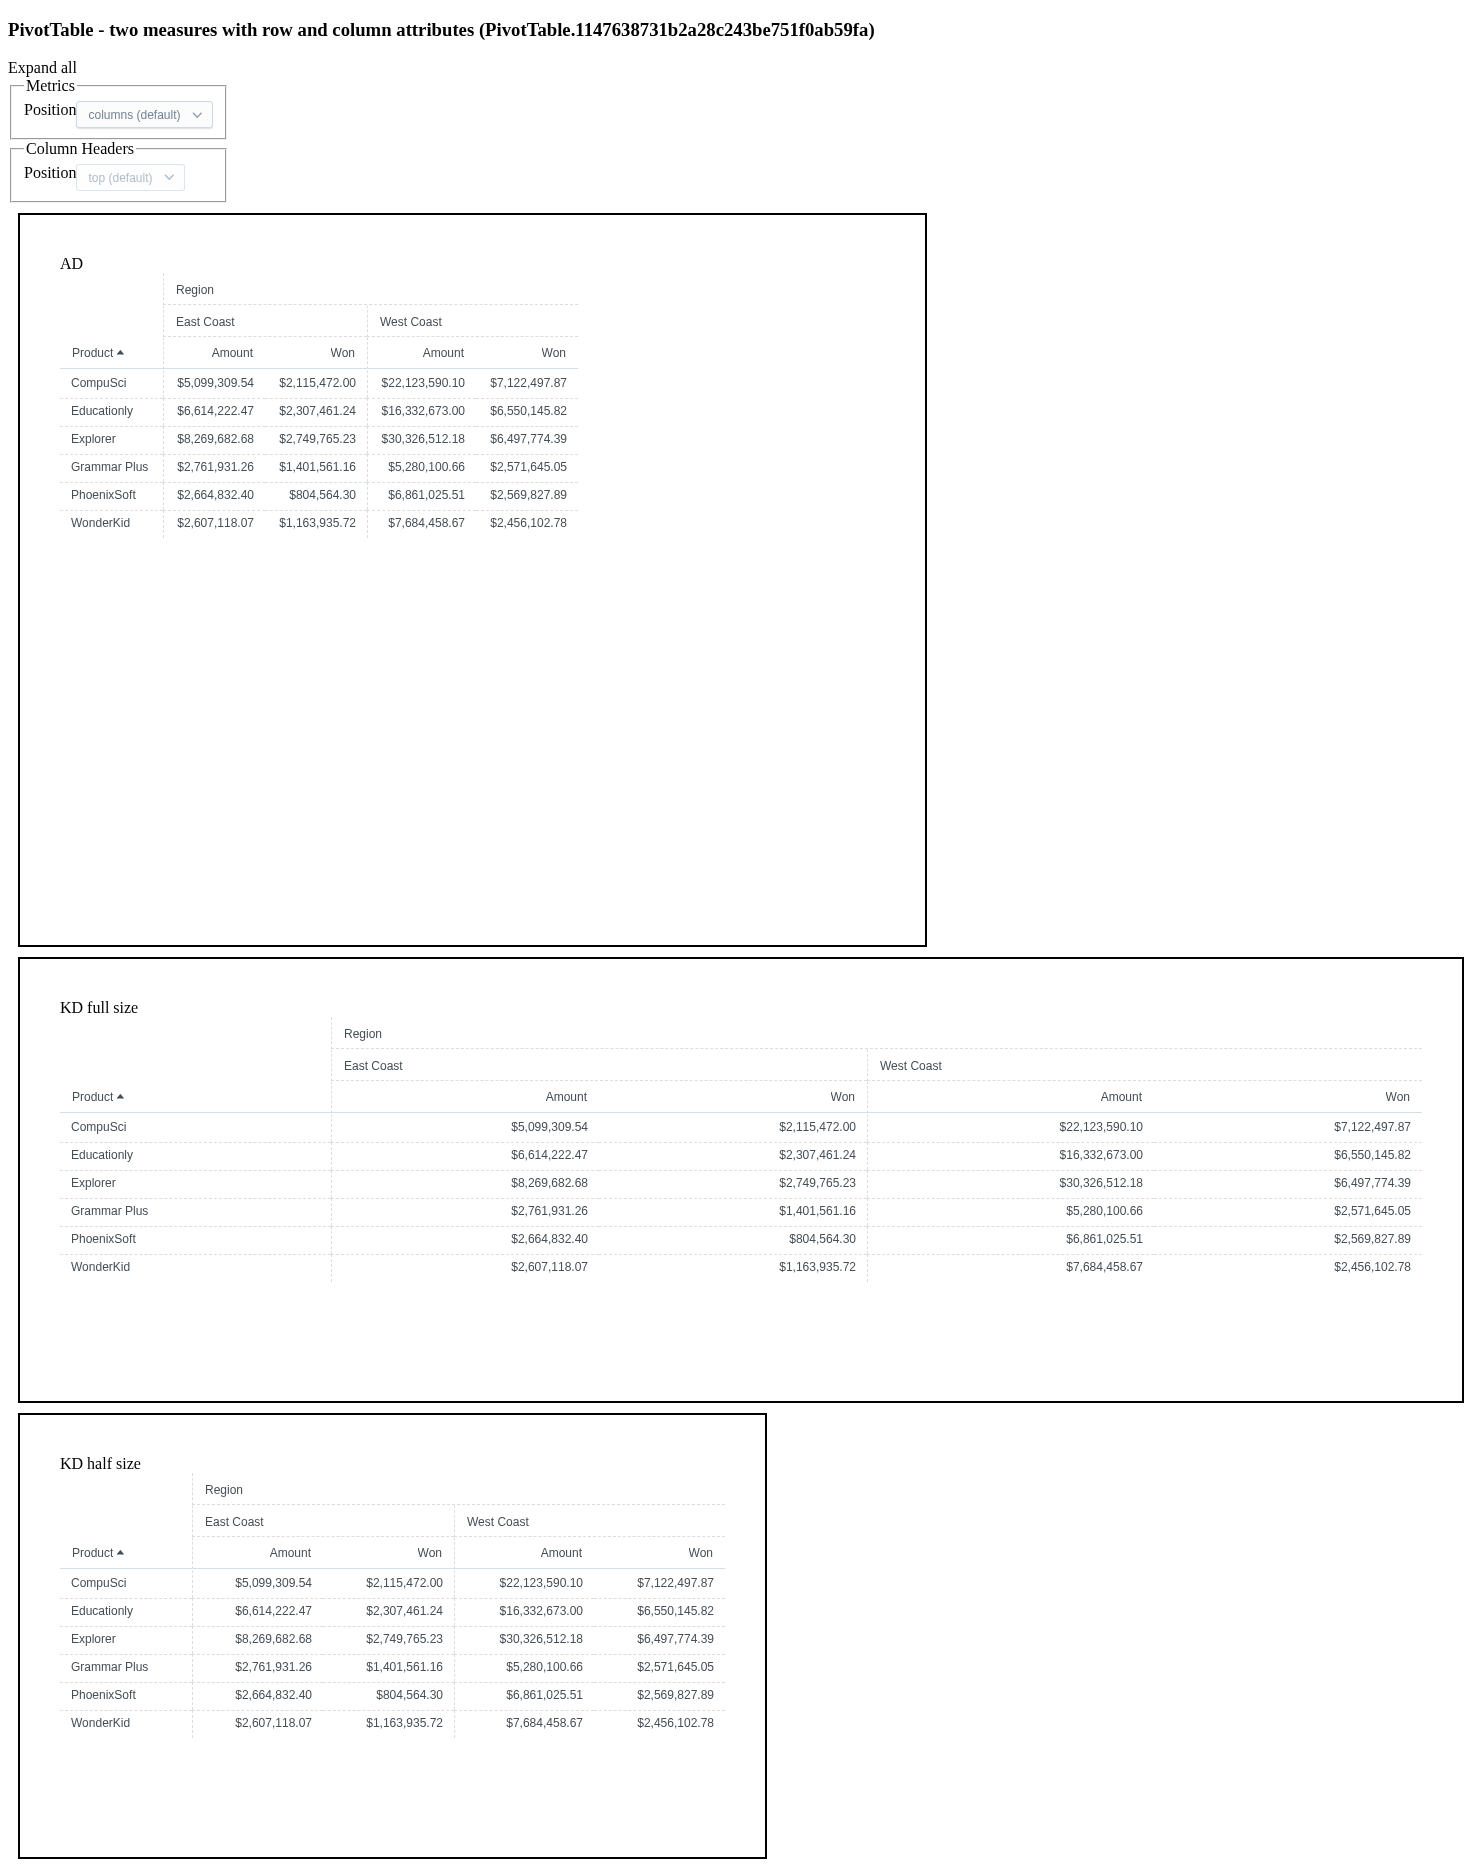 PivotTable - two measures with row and column attributes (PivotTable.1147638731b2a28c243be751f0ab59fa)
Expand all
Metrics
Position columns (default)
Column Headers
Position top (default)
AD
Region
East Coast West Coast
Product Amount Won Amount Won
CompuSci $5,099,309.54 $2,115,472.00 $22,123,590.10 $7,122,497.87
Educationly $6,614,222.47 $2,307,461.24 $16,332,673.00 $6,550,145.82
Explorer $8,269,682.68 $2,749,765.23 $30,326,512.18 $6,497,774.39
Grammar Plus $2,761,931.26 $1,401,561.16 $5,280,100.66 $2,571,645.05
PhoenixSoft $2,664,832.40 $804,564.30 $6,861,025.51 $2,569,827.89
WonderKid $2,607,118.07 $1,163,935.72 $7,684,458.67 $2,456,102.78
KD full size
Region
East Coast West Coast
Product Amount Won Amount Won
CompuSci $5,099,309.54 $2,115,472.00 $22,123,590.10 $7,122,497.87
Educationly $6,614,222.47 $2,307,461.24 $16,332,673.00 $6,550,145.82
Explorer $8,269,682.68 $2,749,765.23 $30,326,512.18 $6,497,774.39
Grammar Plus $2,761,931.26 $1,401,561.16 $5,280,100.66 $2,571,645.05
PhoenixSoft $2,664,832.40 $804,564.30 $6,861,025.51 $2,569,827.89
WonderKid $2,607,118.07 $1,163,935.72 $7,684,458.67 $2,456,102.78
KD half size
Region
East Coast West Coast
Product Amount Won Amount Won
CompuSci $5,099,309.54 $2,115,472.00 $22,123,590.10 $7,122,497.87
Educationly $6,614,222.47 $2,307,461.24 $16,332,673.00 $6,550,145.82
Explorer $8,269,682.68 $2,749,765.23 $30,326,512.18 $6,497,774.39
Grammar Plus $2,761,931.26 $1,401,561.16 $5,280,100.66 $2,571,645.05
PhoenixSoft $2,664,832.40 $804,564.30 $6,861,025.51 $2,569,827.89
WonderKid $2,607,118.07 $1,163,935.72 $7,684,458.67 $2,456,102.78